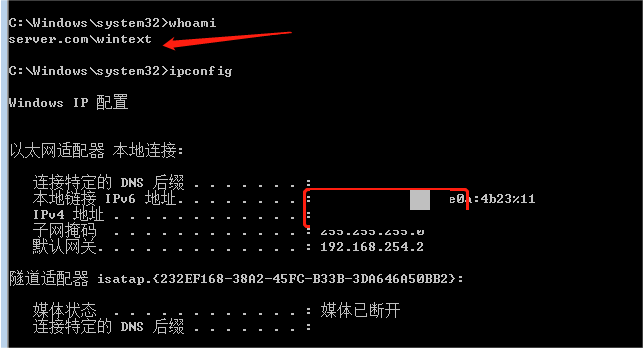 C:\Windows\system32>whoami
server.com\wintext
C:\Windows\system32>ipconfig
Windows IP 配置
以太网适配器 本地连接:
连接特定的 DNS 后缀 . . . . . . . :
本地链接 IPv6 地址. . . . . . . . : e0a:4b23%11
IPv4 地址 . . . . . . . . . . . . :
子网掩码 . . . . . . . . . . . . : 255.255.255.0
默认网关. . . . . . . . . . . . . : 192.168.254.2
隧道适配器 isatap.{232EF168-38A2-45FC-B33B-3DA646A50BB2}:
媒体状态 . . . . . . . . . . . . : 媒体已断开
连接特定的 DNS 后缀 . . . . . . . :